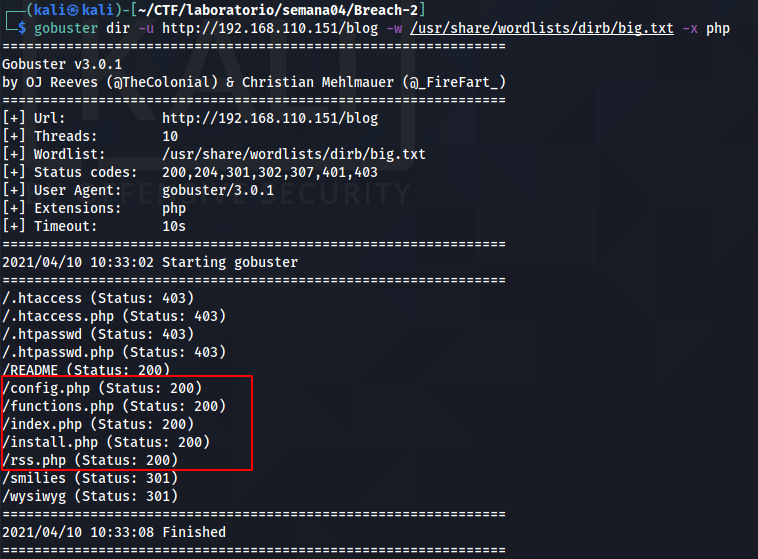 (kali㉿kali)-[~/CTF/laboratorio/semana04/Breach-2]
$ gobuster dir -u http://192.168.110.151/blog -w /usr/share/wordlists/dirb/big.txt -x php
===============================================================
Gobuster v3.0.1
by OJ Reeves (@TheColonial) & Christian Mehlmauer (@_FireFart_)
===============================================================
[+] Url:            http://192.168.110.151/blog
[+] Threads:        10
[+] Wordlist:       /usr/share/wordlists/dirb/big.txt
[+] Status codes:   200,204,301,302,307,401,403
[+] User Agent:     gobuster/3.0.1
[+] Extensions:     php
[+] Timeout:        10s
===============================================================
2021/04/10 10:33:02 Starting gobuster
===============================================================
/.htaccess (Status: 403)
/.htaccess.php (Status: 403)
/.htpasswd (Status: 403)
/.htpasswd.php (Status: 403)
/README (Status: 200)
/config.php (Status: 200)
/functions.php (Status: 200)
/index.php (Status: 200)
/install.php (Status: 200)
/rss.php (Status: 200)
/smilies (Status: 301)
/wysiwyg (Status: 301)
===============================================================
2021/04/10 10:33:08 Finished
===============================================================